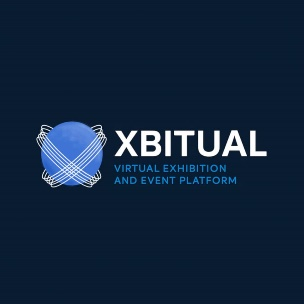 XBITUAL
VIRTUAL EXHIBITION
AND EVENT PLATFORM